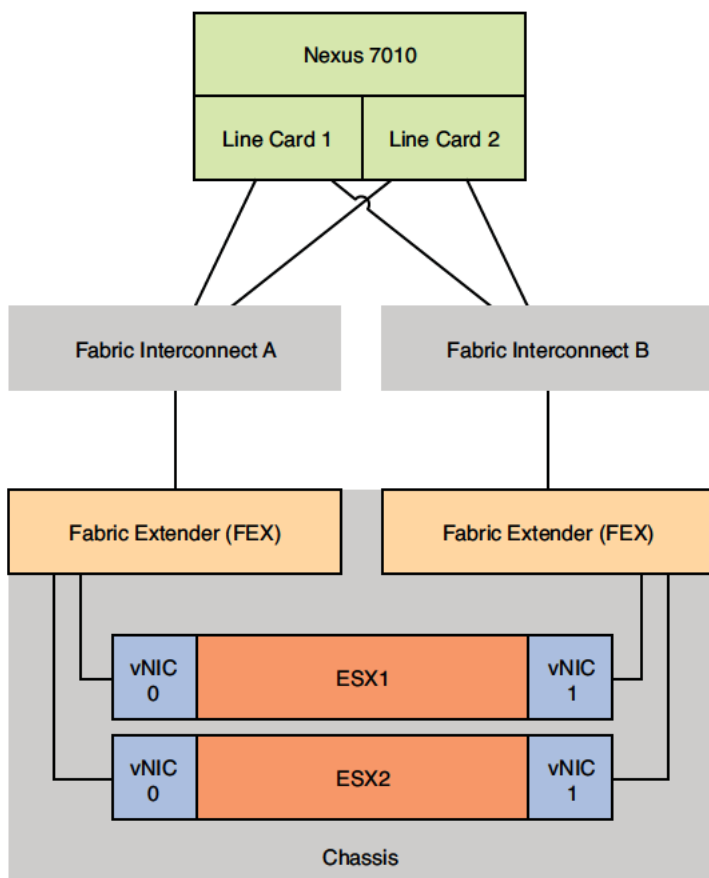 Nexus 7010
Line Card 1
Line Card 2
Fabric Interconnect A
Fabric Interconnect B
Fabric Extender (FEX)
Fabric Extender (FEX)
vNIC
0
ESX1
vNIC
1
vNIC
0
ESX2
vNIC
1
Chassis